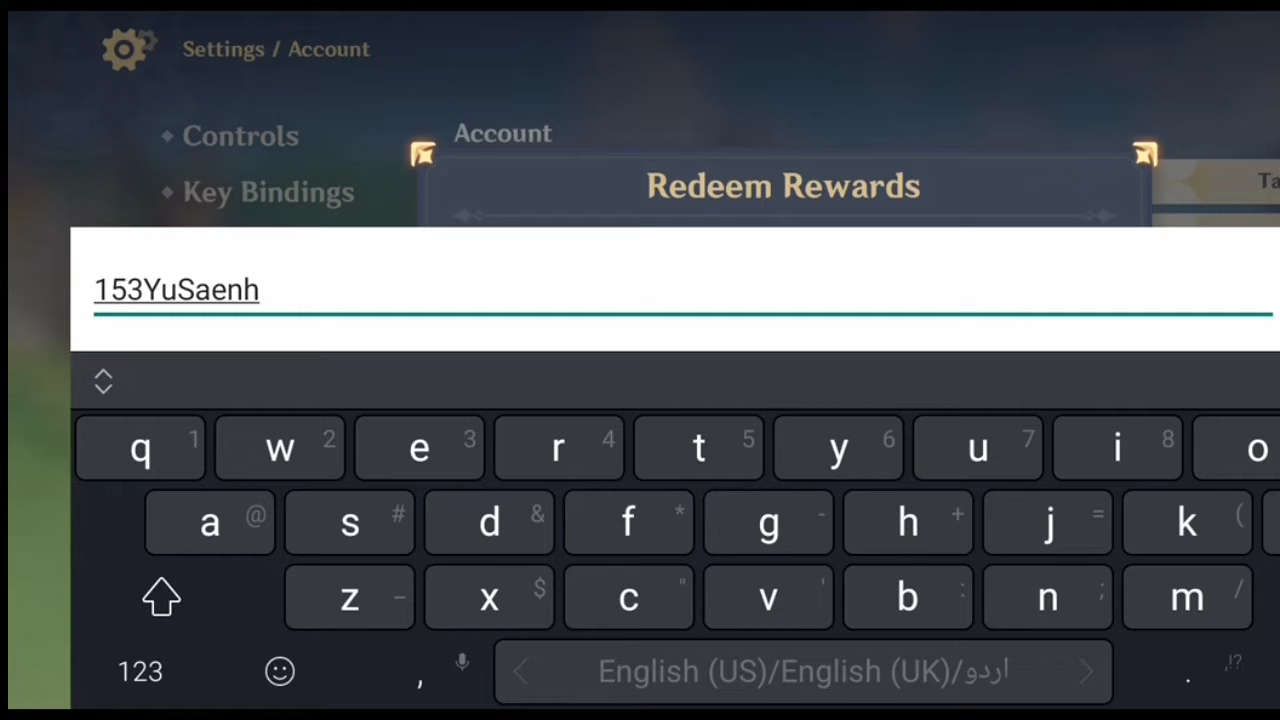 Settings / Account
Controls
Account
Key Bindings
Redeem Rewards
Ta
153YuSaenh
q 1 w 2 e 3 r 4 t 5 y 6 u 7 i 8 o
a @ s # d & f * g - h + j = k (
z _ x $ c " v ' b : n ; m /
123 , English (US)/English (UK)/اردو . ,!?